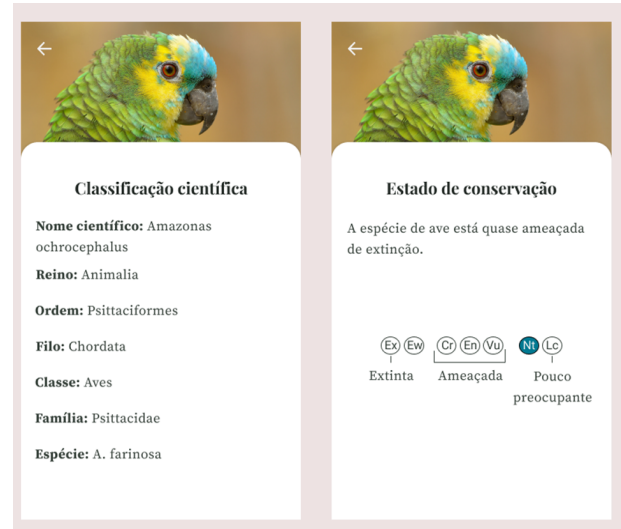 Classificação científica
Nome científico: Amazonas
ochrocephalus
Reino: Animalia
Ordem: Psittaciformes
Filo: Chordata
Classe: Aves
Família: Psittacidae
Espécie: A. farinosa
Estado de conservação
A espécie de ave está quase ameaçada
de extinção.
Ex Ew Cr En Vu Nt Lc
Extinta Ameaçada Pouco
preocupante